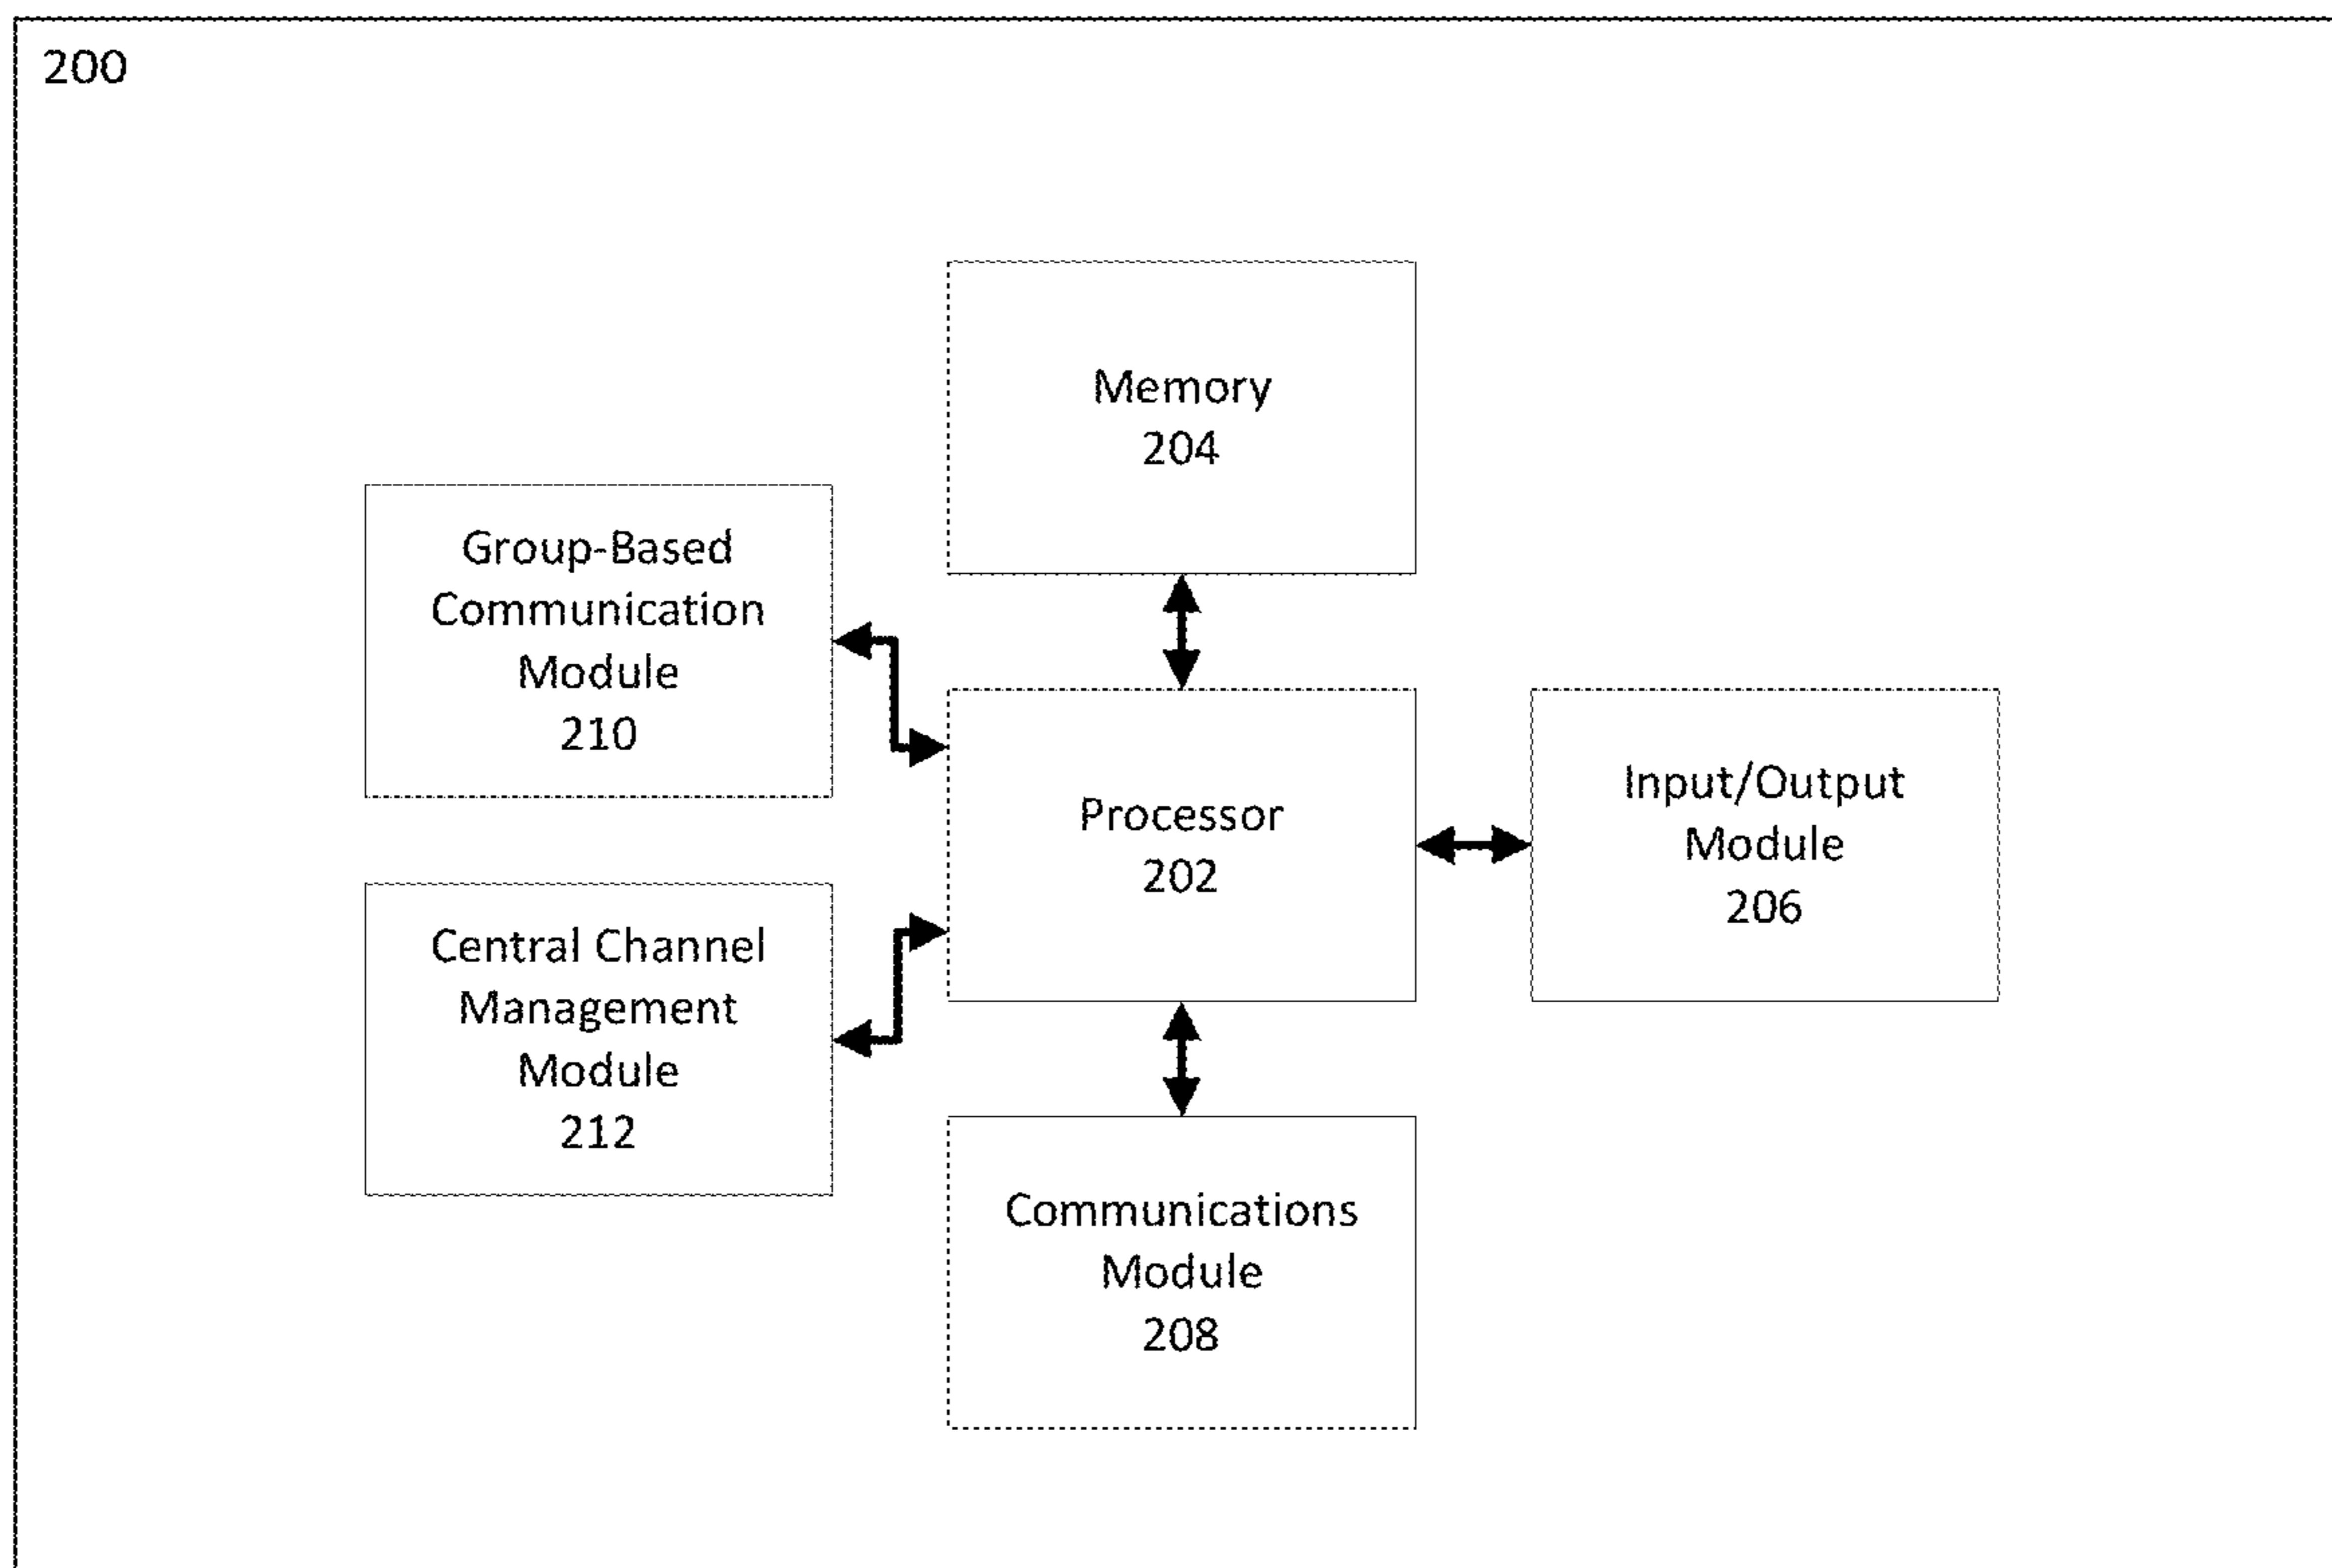 200
Memory
204
Group-Based
Communication
Module
210
Processor
202
Input/Output
Module
206
Central Channel
Management
Module
212
Communications
Module
208